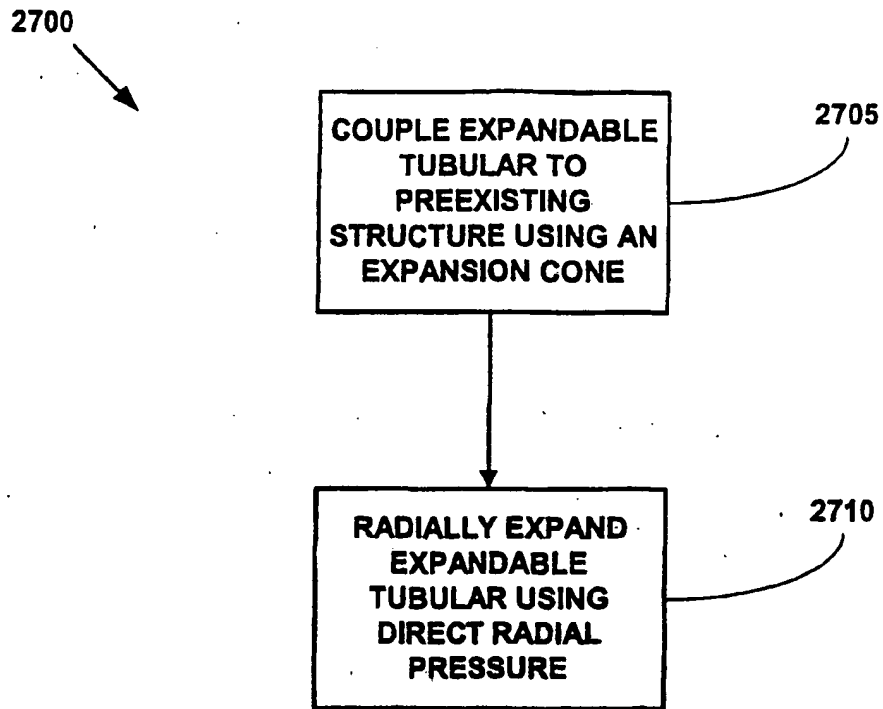 2700
COUPLE EXPANDABLE
TUBULAR TO
PREEXISTING
STRUCTURE USING AN
EXPANSION CONE
2705
RADIALLY EXPAND
EXPANDABLE
TUBULAR USING
DIRECT RADIAL
PRESSURE
2710